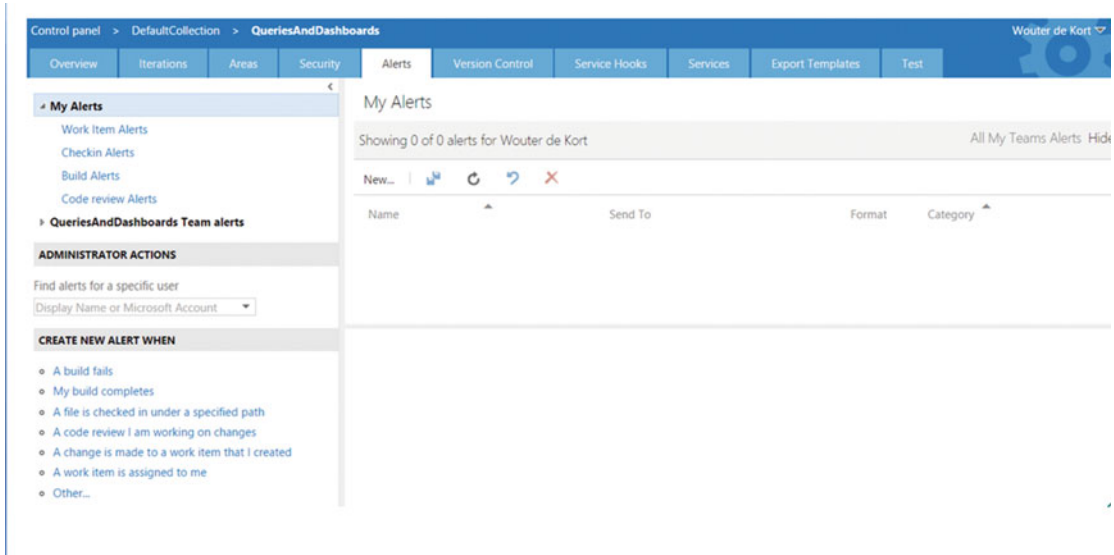 Control panel > DefaultCollection > QueriesAndDashboards
Wouter de Kort
Overview Iterations Areas Security Alerts Version Control Service Hooks Services Export Templates Test
My Alerts
Work Item Alerts
Checkin Alerts
Build Alerts
Code review Alerts
QueriesAndDashboards Team alerts
ADMINISTRATOR ACTIONS
Find alerts for a specific user
Display Name or Microsoft Account
CREATE NEW ALERT WHEN
A build fails
My build completes
A file is checked in under a specified path
A code review I am working on changes
A change is made to a work item that I created
A work item is assigned to me
Other...
My Alerts
Showing 0 of 0 alerts for Wouter de Kort
All My Teams Alerts Hide
New...
Name Send To Format Category